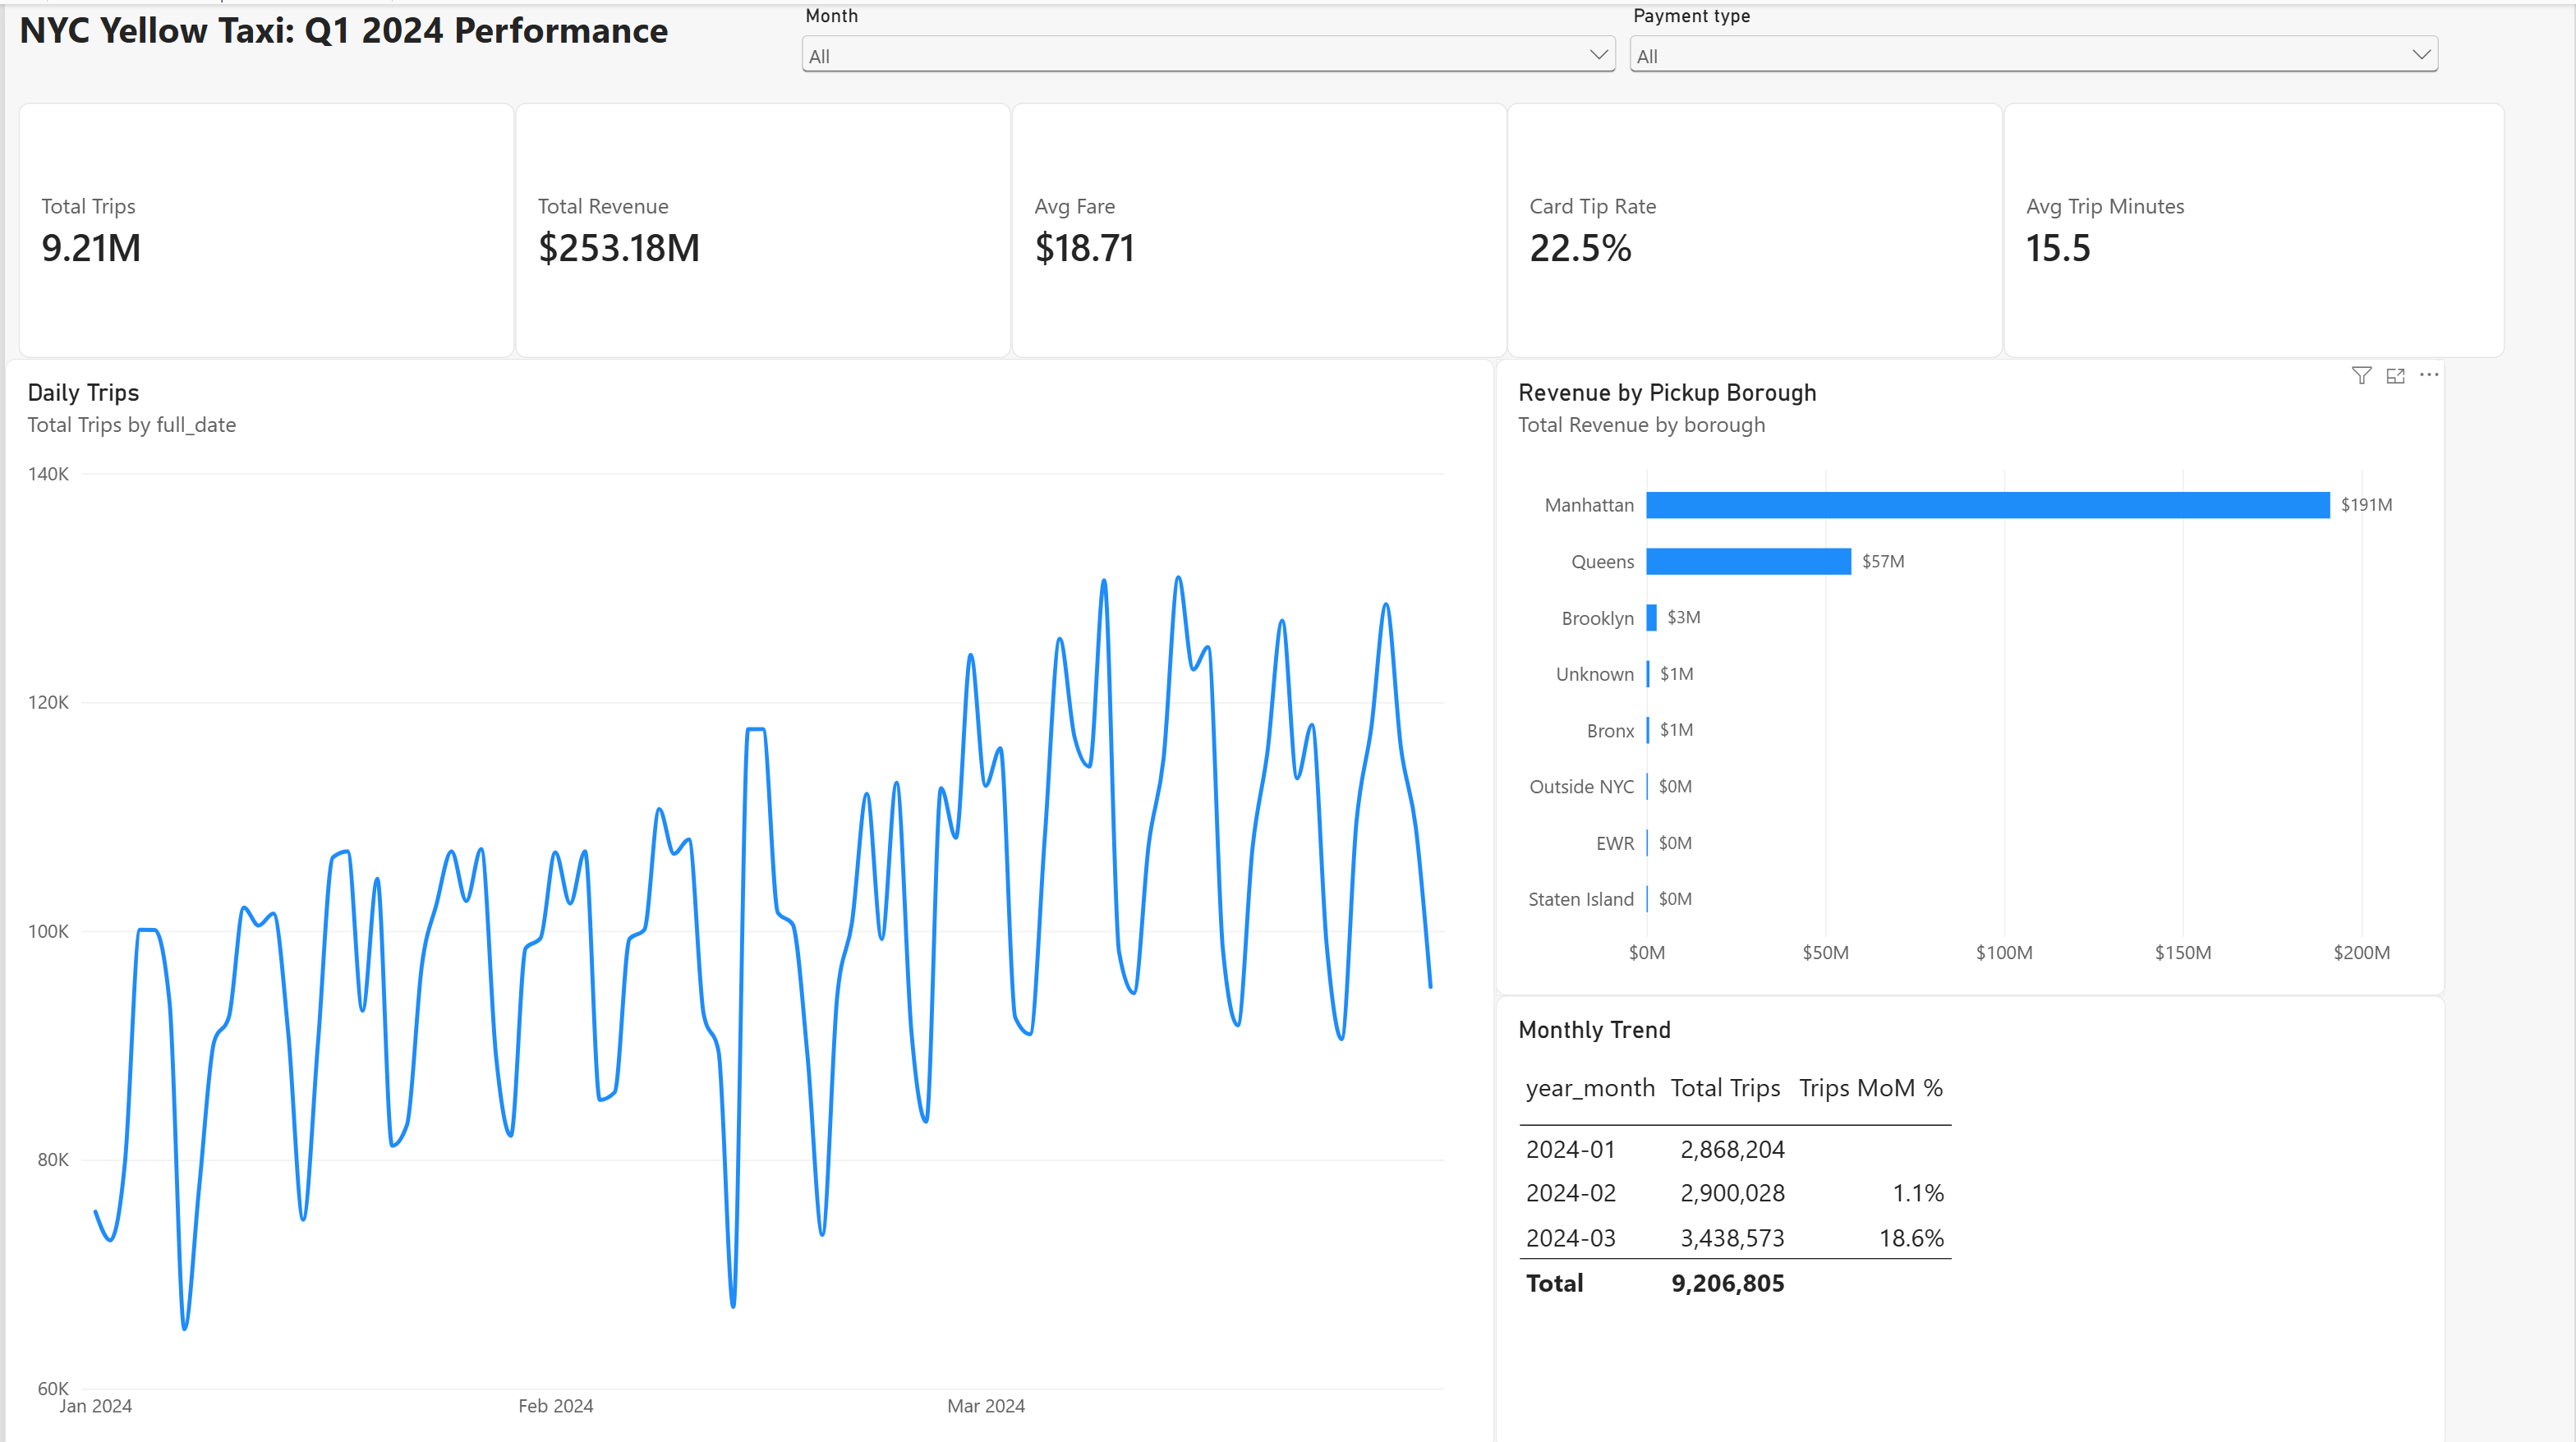 NYC Yellow Taxi: Q1 2024 Performance
Month
All
Payment type
All
Total Trips
9.21M
Total Revenue
$253.18M
Avg Fare
$18.71
Card Tip Rate
22.5%
Avg Trip Minutes
15.5
Daily Trips
Total Trips by full_date
140K
120K
100K
80K
60K
Jan 2024 Feb 2024 Mar 2024
Revenue by Pickup Borough
Total Revenue by borough
Manhattan $191M
Queens $57M
Brooklyn $3M
Unknown $1M
Bronx $1M
Outside NYC $0M
EWR $0M
Staten Island $0M
$0M $50M $100M $150M $200M
Monthly Trend
year_month Total Trips Trips MoM %
2024-01 2,868,204
2024-02 2,900,028 1.1%
2024-03 3,438,573 18.6%
Total 9,206,805